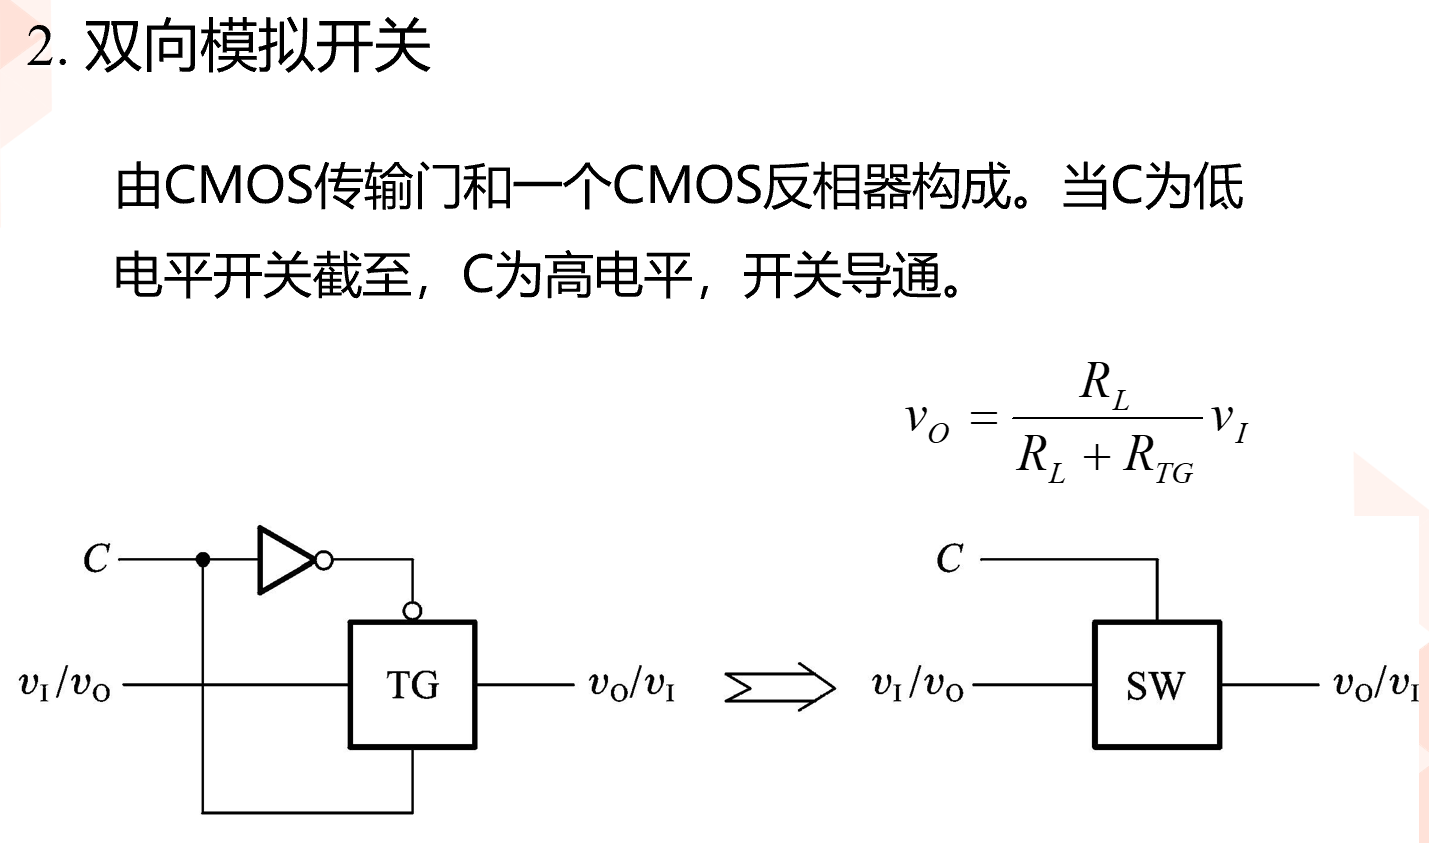 2. 双向模拟开关
由CMOS传输门和一个CMOS反相器构成。当C为低
电平开关截至，C为高电平，开关导通。
v_O = R_L / (R_L + R_TG) v_I
C
C
v_I/v_O
TG
v_O/v_I
v_I/v_O
SW
v_O/v_I